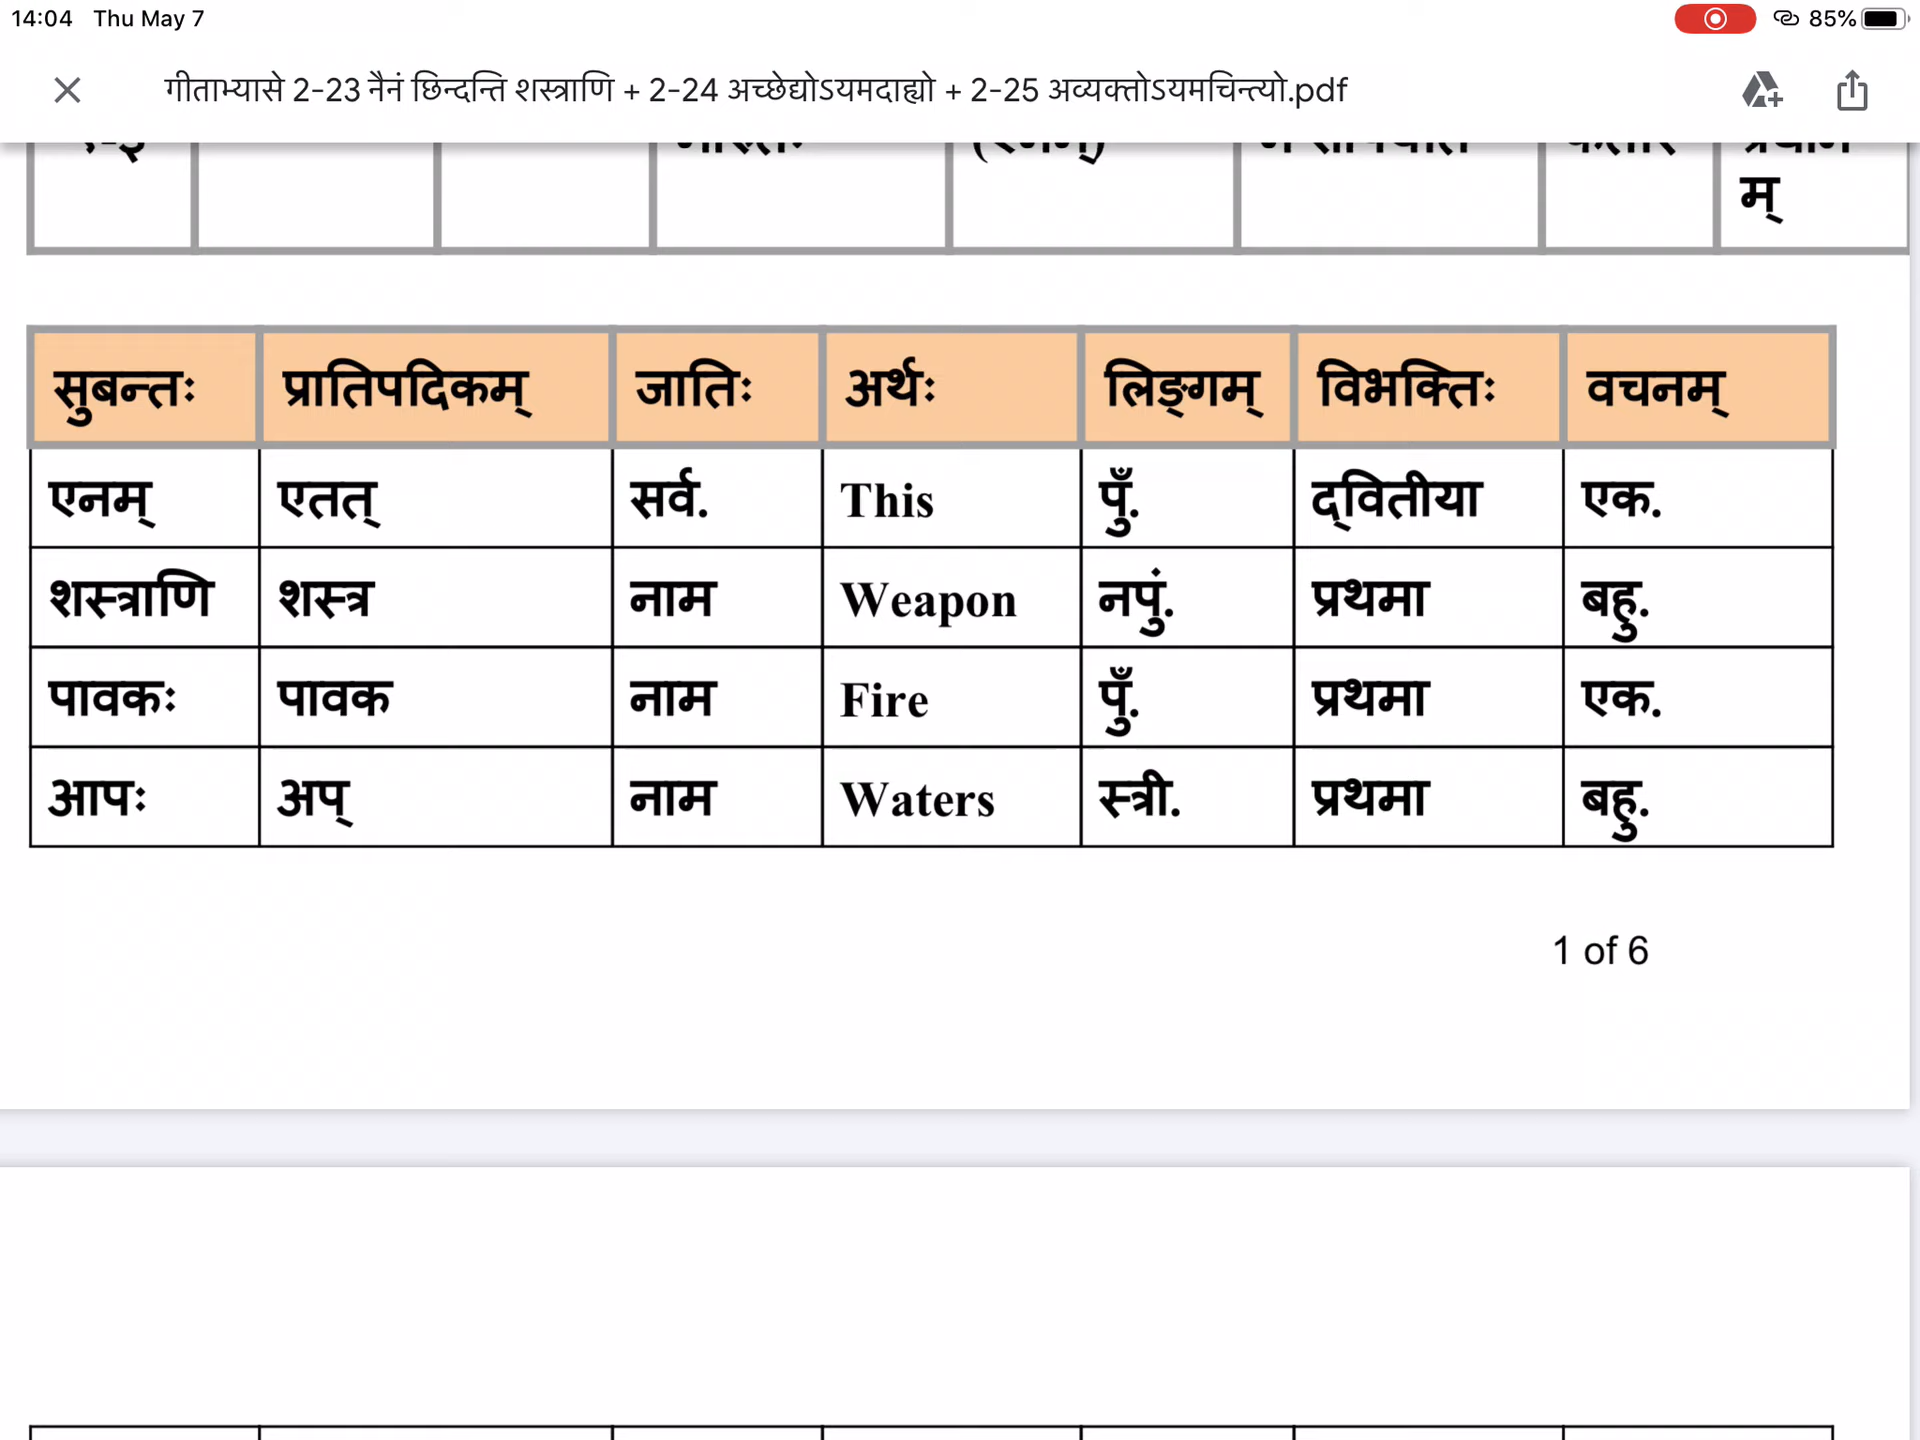 14:04 Thu May 7 85%
गीताभ्यासे 2-23 नैनं छिन्दन्ति शस्त्राणि + 2-24 अच्छेद्योऽयमदाह्यो + 2-25 अव्यक्तोऽयमचिन्त्यो.pdf
म्
सुबन्तः प्रातिपदिकम् जातिः अर्थः लिङ्गम् विभक्तिः वचनम्
एनम् एतत् सर्व. This पुँ. द्वितीया एक.
शस्त्राणि शस्त्र नाम Weapon नपुं. प्रथमा बहु.
पावकः पावक नाम Fire पुँ. प्रथमा एक.
आपः अप् नाम Waters स्त्री. प्रथमा बहु.
1 of 6